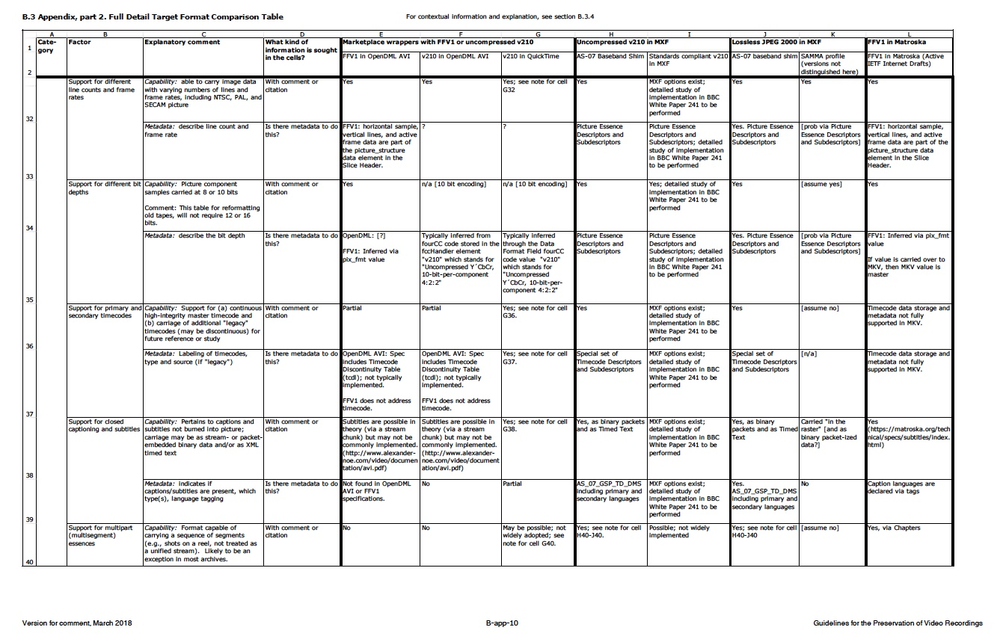 B.3 Appendix, part 2. Full Detail Target Format Comparison Table
For contextual information and explanation, see section B.3.4
A
B
C
D
E
F
G
H
I
J
K
L
1
Cate-
gory
Factor
Explanatory comment
What kind of
information is sought
in the cells?
Marketplace wrappers with FFV1 or uncompressed v210
Uncompressed v210 in MXF
Lossless JPEG 2000 in MXF
FFV1 in Matroska
2
FFV1 in OpenDML AVI
v210 in OpenDML AVI
v210 in QuickTime
AS-07 Baseband Shim
Standards compliant v210
in MXF
AS-07 baseband shim
SAMMA profile
(versions not
distinguished here)
FFV1 in Matroska (Active
IETF Internet Drafts)
32
Support for different
line counts and frame
rates
Capability: able to carry image data
with varying numbers of lines and
frame rates, including NTSC, PAL, and
SECAM picture
With comment or
citation
Yes
Yes
Yes; see note for cell
G32
Yes
MXF options exist;
detailed study of
implementation in BBC
White Paper 241 to be
performed
Yes
Yes
Yes
33
Metadata: describe line count and
frame rate
Is there metadata to do
this?
FFV1: horizontal sample,
vertical lines, and active
frame data are part of
the picture_structure
data element in the
Slice Header.
?
?
Picture Essence
Descriptors and
Subdescriptors
Picture Essence
Descriptors and
Subdescriptors; detailed
study of implementation
in BBC White Paper 241
to be performed
Yes. Picture Essence
Descriptors and
Subdescriptors
[prob via Picture
Essence Descriptors
and Subdescriptors]
FFV1: horizontal sample,
vertical lines, and active
frame data are part of the
picture_structure data
element in the Slice
Header.
34
Support for different bit
depths
Capability: Picture component
samples carried at 8 or 10 bits
Comment: This table for reformatting
old tapes, will not require 12 or 16
bits.
With comment or
citation
Yes
n/a [10 bit encoding]
n/a [10 bit encoding]
Yes
Yes; detailed study of
implementation in BBC
White Paper 241 to be
performed
Yes
[assume yes]
Yes
35
Metadata: describe the bit depth
Is there metadata to do
this?
OpenDML: [?]
FFV1: Inferred via
pix_fmt value
Typically inferred from
fourCC code stored in the
fccHandler element
"v210" which stands for
"Uncompressed Y´CbCr,
10-bit-per-component
4:2:2"
Typically inferred
through the Data
Format Field fourCC
code value "v210"
which stands for
"Uncompressed
Y´CbCr, 10-bit-per-
component 4:2:2"
Picture Essence
Descriptors and
Subdescriptors
Picture Essence
Descriptors and
Subdescriptors; detailed
study of implementation
in BBC White Paper 241
to be performed
Yes. Picture Essence
Descriptors and
Subdescriptors
[prob via Picture
Essence Descriptors
and Subdescriptors]
FFV1: Inferred via pix_fmt
value
If value is carried over to
MKV, then MKV value is
master
36
Support for primary and
secondary timecodes
Capability: Support for (a) continuous
high-integrity master timecode and
(b) carriage of additional "legacy"
timecodes (may be discontinuous) for
future reference or study
With comment or
citation
Partial
Partial
Yes; see note for cell
G36.
Yes
MXF options exist;
detailed study of
implementation in BBC
White Paper 241 to be
performed
Yes
[assume no]
Timecode data storage and
metadata not fully
supported in MKV.
37
Metadata: Labeling of timecodes,
type and source (if "legacy")
Is there metadata to do
this?
OpenDML AVI: Spec
includes Timecode
Discontinuity Table
(tcdl); not typically
implemented.
FFV1 does not address
timecode.
OpenDML AVI: Spec
includes Timecode
Discontinuity Table
(tcdl); not typically
implemented.
FFV1 does not address
timecode.
Yes; see note for cell
G37.
Special set of
Timecode Descriptors
and Subdescriptors
MXF options exist;
detailed study of
implementation in BBC
White Paper 241 to be
performed
Special set of
Timecode Descriptors
and Subdescriptors
[n/a]
Timecode data storage and
metadata not fully
supported in MKV.
38
Support for closed
captioning and subtitles
Capability: Pertains to captions and
subtitles not burned into picture;
carriage may be as stream- or packet-
embedded binary data and/or as XML
timed text
With comment or
citation
Subtitles are possible in
theory (via a stream
chunk) but may not be
commonly implemented.
(http://www.alexander-
noe.com/video/documen
tation/avi.pdf)
Subtitles are possible in
theory (via a stream
chunk) but may not be
commonly implemented.
(http://www.alexander-
noe.com/video/document
ation/avi.pdf)
Yes; see note for cell
G38.
Yes, as binary packets
and as Timed Text
MXF options exist;
detailed study of
implementation in BBC
White Paper 241 to be
performed
Yes, as binary
packets and as Timed
Text
Carried "in the
raster" [and as
binary packet-ized
data?]
Yes
(https://matroska.org/tech
nical/specs/subtitles/index.
html)
39
Metadata: indicates if
captions/subtitles are present, which
type(s), language tagging
Is there metadata to do
this?
Not found in OpenDML
AVI or FFV1
specifications.
No
Partial
AS_07_GSP_TD_DMS
including primary and
secondary languages
MXF options exist;
detailed study of
implementation in BBC
White Paper 241 to be
performed
Yes.
AS_07_GSP_TD_DMS
including primary and
secondary languages
No
Caption languages are
declared via tags
40
Support for multipart
(multisegment)
essences
Capability: Format capable of
carrying a sequence of segments
(e.g., shots on a reel, not treated as
a unified stream). Likely to be an
exception in most archives.
With comment or
citation
No
No
May be possible; not
widely adopted; see
note for cell G40.
Yes; see note for cell
H40-J40.
Possible; not widely
implemented
Yes; see note for cell
H40-J40
[assume no]
Yes, via Chapters
Version for comment, March 2018
B-app-10
Guidelines for the Preservation of Video Recordings